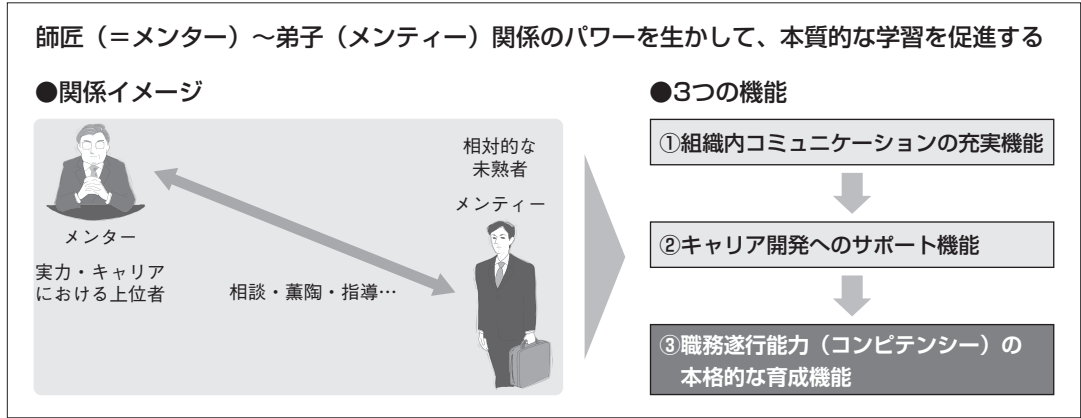 師匠（＝メンター）～弟子（メンティー）関係のパワーを生かして、本質的な学習を促進する
●関係イメージ
相対的な
未熟者
メンティー
メンター
実力・キャリア
における上位者
相談・薫陶・指導…
●3つの機能
①組織内コミュニケーションの充実機能
②キャリア開発へのサポート機能
③職務遂行能力（コンピテンシー）の
本格的な育成機能